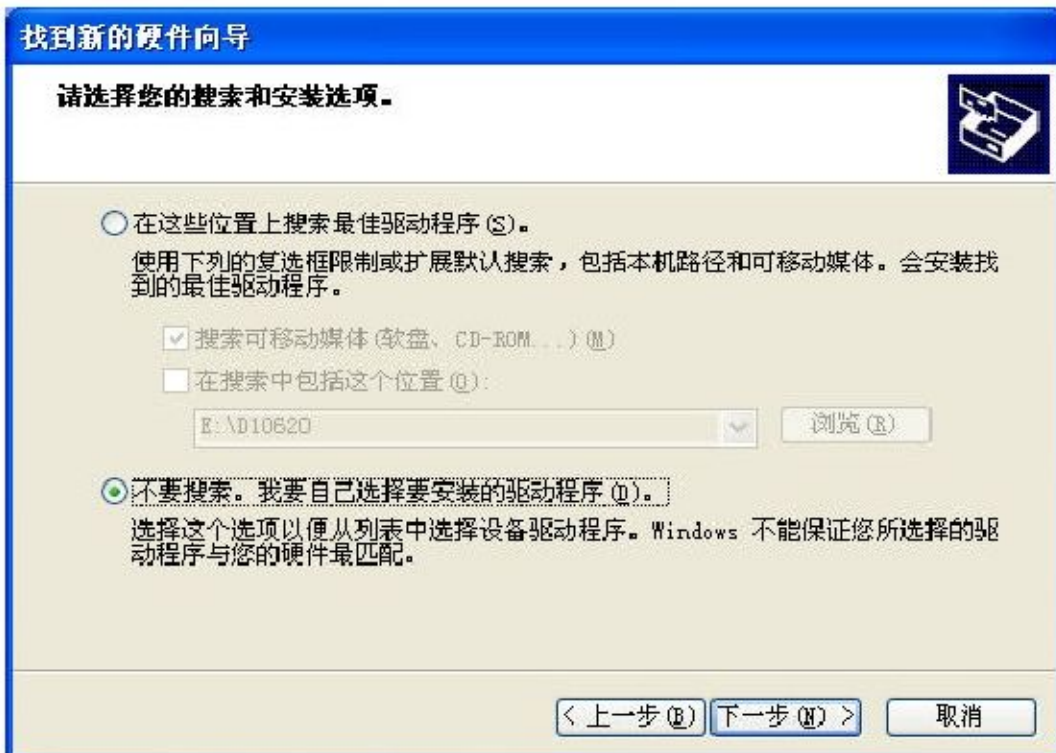 找到新的硬件向导
请选择您的搜索和安装选项。
在这些位置上搜索最佳驱动程序(S)。
使用下列的复选框限制或扩展默认搜索，包括本机路径和可移动媒体。会安装找
到的最佳驱动程序。
搜索可移动媒体(软盘、CD-ROM...)(M)
在搜索中包括这个位置(O):
E:\D10620
浏览(R)
不要搜索。我要自己选择要安装的驱动程序(D)。
选择这个选项以便从列表中选择设备驱动程序。Windows 不能保证您所选择的驱
动程序与您的硬件最匹配。
< 上一步(B) 下一步(N) > 取消